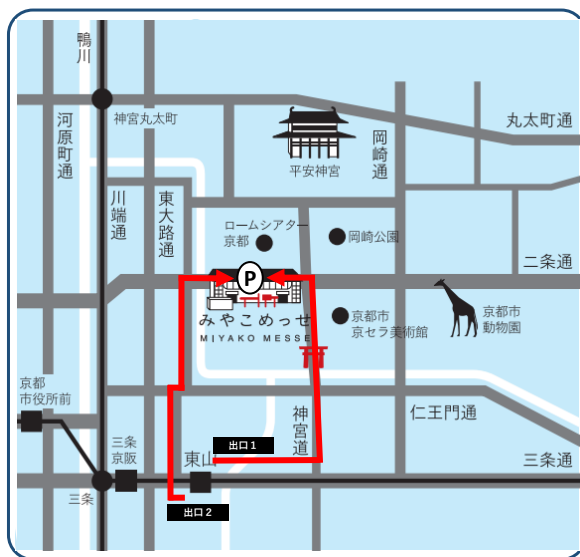 鴨川
神宮丸太町
河原町通
川端通
東大路通
平安神宮
岡崎通
丸太町通
ロームシアター
京都
岡崎公園
二条通
P
みやこめっせ
MIYAKO MESSE
京都市
京セラ美術館
京都市
動物園
京都
市役所前
三条
京阪
三条
東山
出口1
出口2
神宮道
仁王門通
三条通